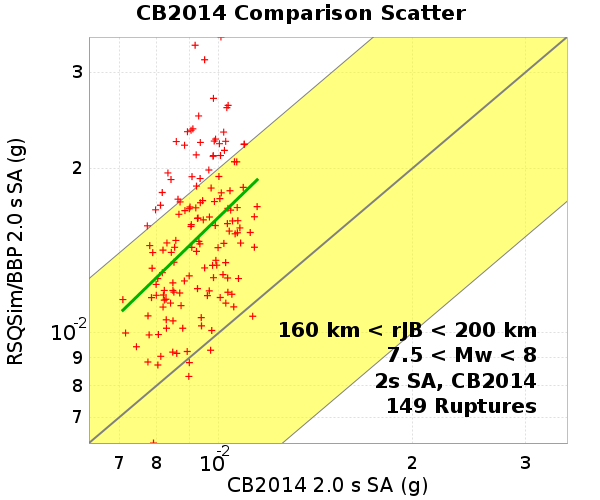 CB2014 Comparison Scatter
RSQSim/BBP 2.0 s SA (g)
3
2
10-2
9
8
7
160 km < rJB < 200 km
7.5 < Mw < 8
2s SA, CB2014
149 Ruptures
7 8 10-2 2 3
CB2014 2.0 s SA (g)